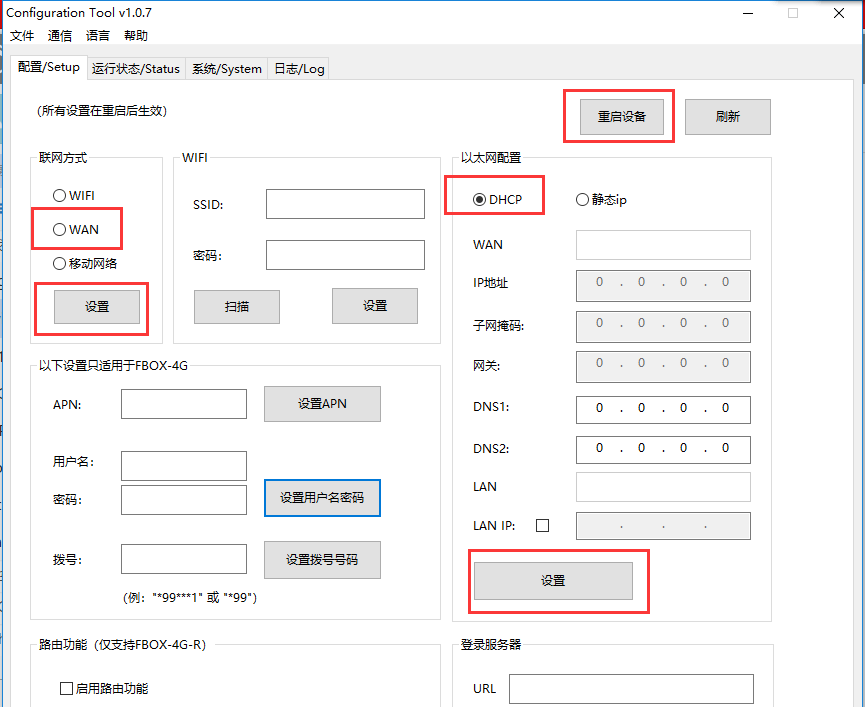 Configuration Tool v1.0.7
文件 通信 语言 帮助
配置/Setup 运行状态/Status 系统/System 日志/Log
(所有设置在重启后生效)
重启设备 刷新
联网方式
WIFI
WAN
移动网络
设置
WIFI
SSID:
密码:
扫描 设置
以太网配置
DHCP 静态ip
WAN
IP地址 0 . 0 . 0 . 0
子网掩码: 0 . 0 . 0 . 0
网关: 0 . 0 . 0 . 0
DNS1: 0 . 0 . 0 . 0
DNS2: 0 . 0 . 0 . 0
LAN
LAN IP: . . .
设置
以下设置只适用于FBOX-4G
APN: 设置APN
用户名:
密码: 设置用户名密码
拨号: 设置拨号号码
(例："*99***1" 或 "*99")
路由功能（仅支持FBOX-4G-R）
启用路由功能
登录服务器
URL